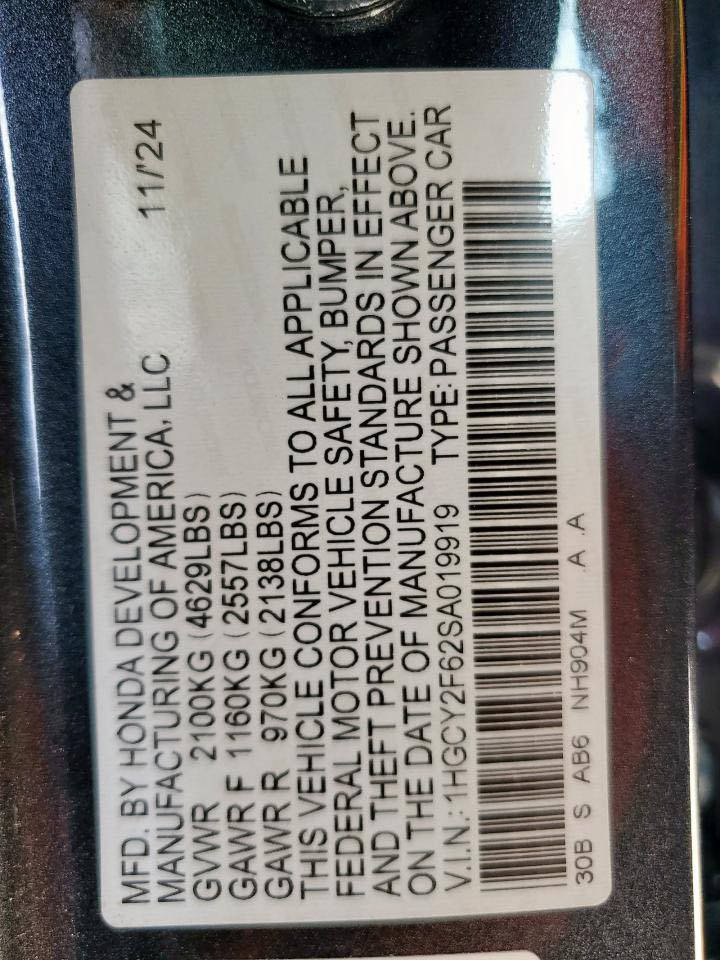 MFD. BY HONDA DEVELOPMENT &
MANUFACTURING OF AMERICA, LLC 11/'24
GVWR 2100KG (4629LBS)
GAWR F 1160KG (2557LBS)
GAWR R 970KG (2138LBS)
THIS VEHICLE CONFORMS TO ALL APPLICABLE
FEDERAL MOTOR VEHICLE SAFETY, BUMPER,
AND THEFT PREVENTION STANDARDS IN EFFECT
ON THE DATE OF MANUFACTURE SHOWN ABOVE.
V.I.N.: 1HGCY2F62SA019919 TYPE: PASSENGER CAR
30B S AB6 NH904M .A .A